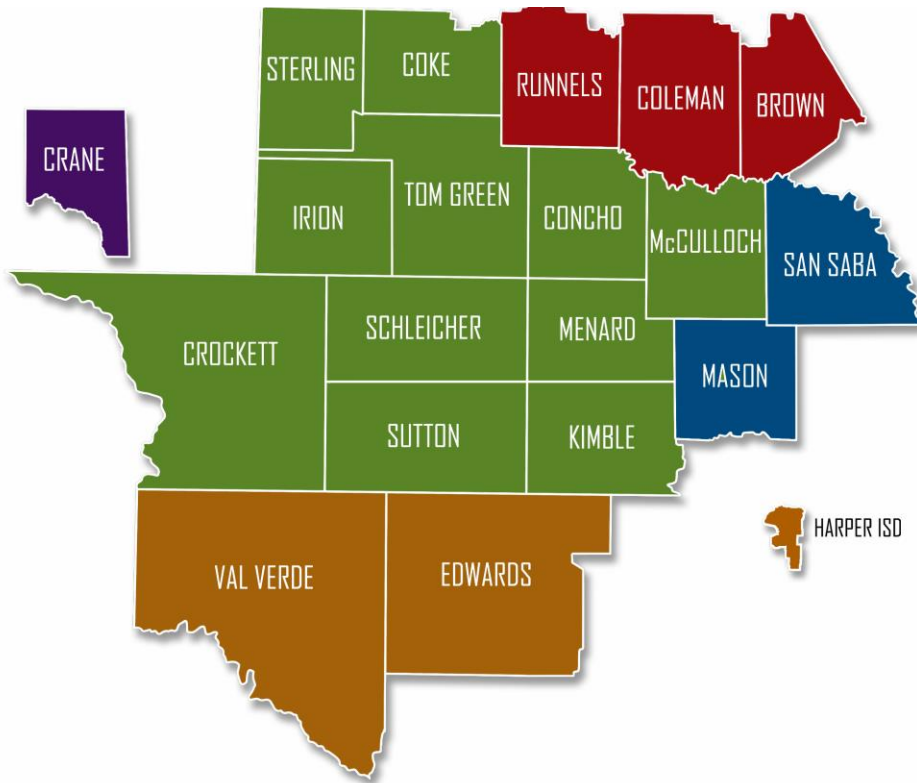 STERLING
COKE
RUNNELS
COLEMAN
BROWN
CRANE
IRION
TOM GREEN
CONCHO
McCULLOCH
SAN SABA
CROCKETT
SCHLEICHER
MENARD
MASON
SUTTON
KIMBLE
HARPER ISD
VAL VERDE
EDWARDS